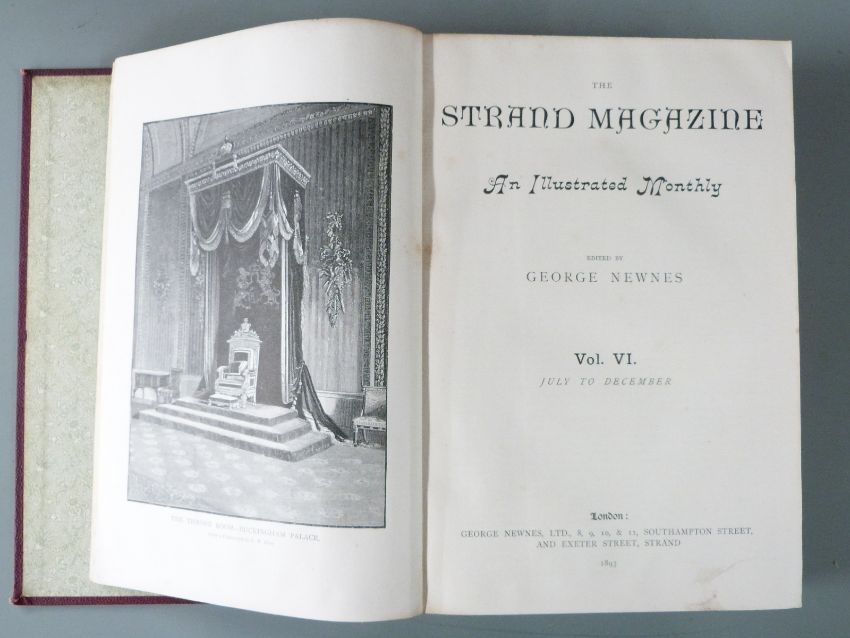 THE THRONE ROOM, BUCKINGHAM PALACE.
THE
STRAND MAGAZINE
An Illustrated Monthly
EDITED BY
GEORGE NEWNES
Vol. VI.
JULY TO DECEMBER
London:
GEORGE NEWNES, LTD., 8, 9, 10, & 11, SOUTHAMPTON STREET,
AND EXETER STREET, STRAND
1893